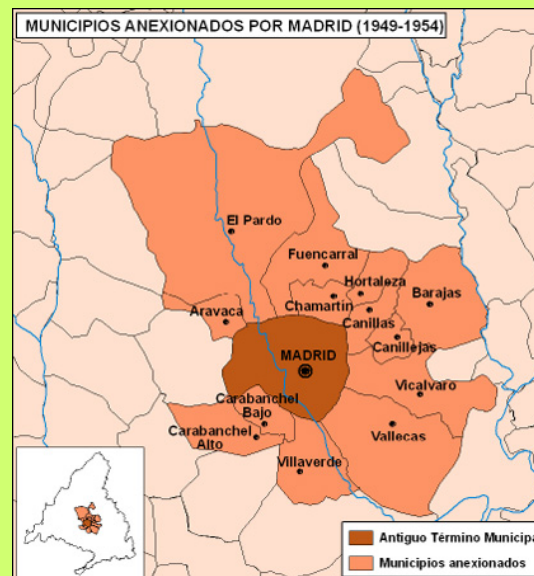 MUNICIPIOS ANEXIONADOS POR MADRID (1949-1954)
El Pardo
Fuencarral
Hortaleza
Chamartín
Barajas
Aravaca
Canillas
Canillejas
MADRID
Vicalvaro
Carabanchel
Bajo
Carabanchel
Alto
Vallecas
Villaverde
Antiguo Término Municipa
Municipios anexionados